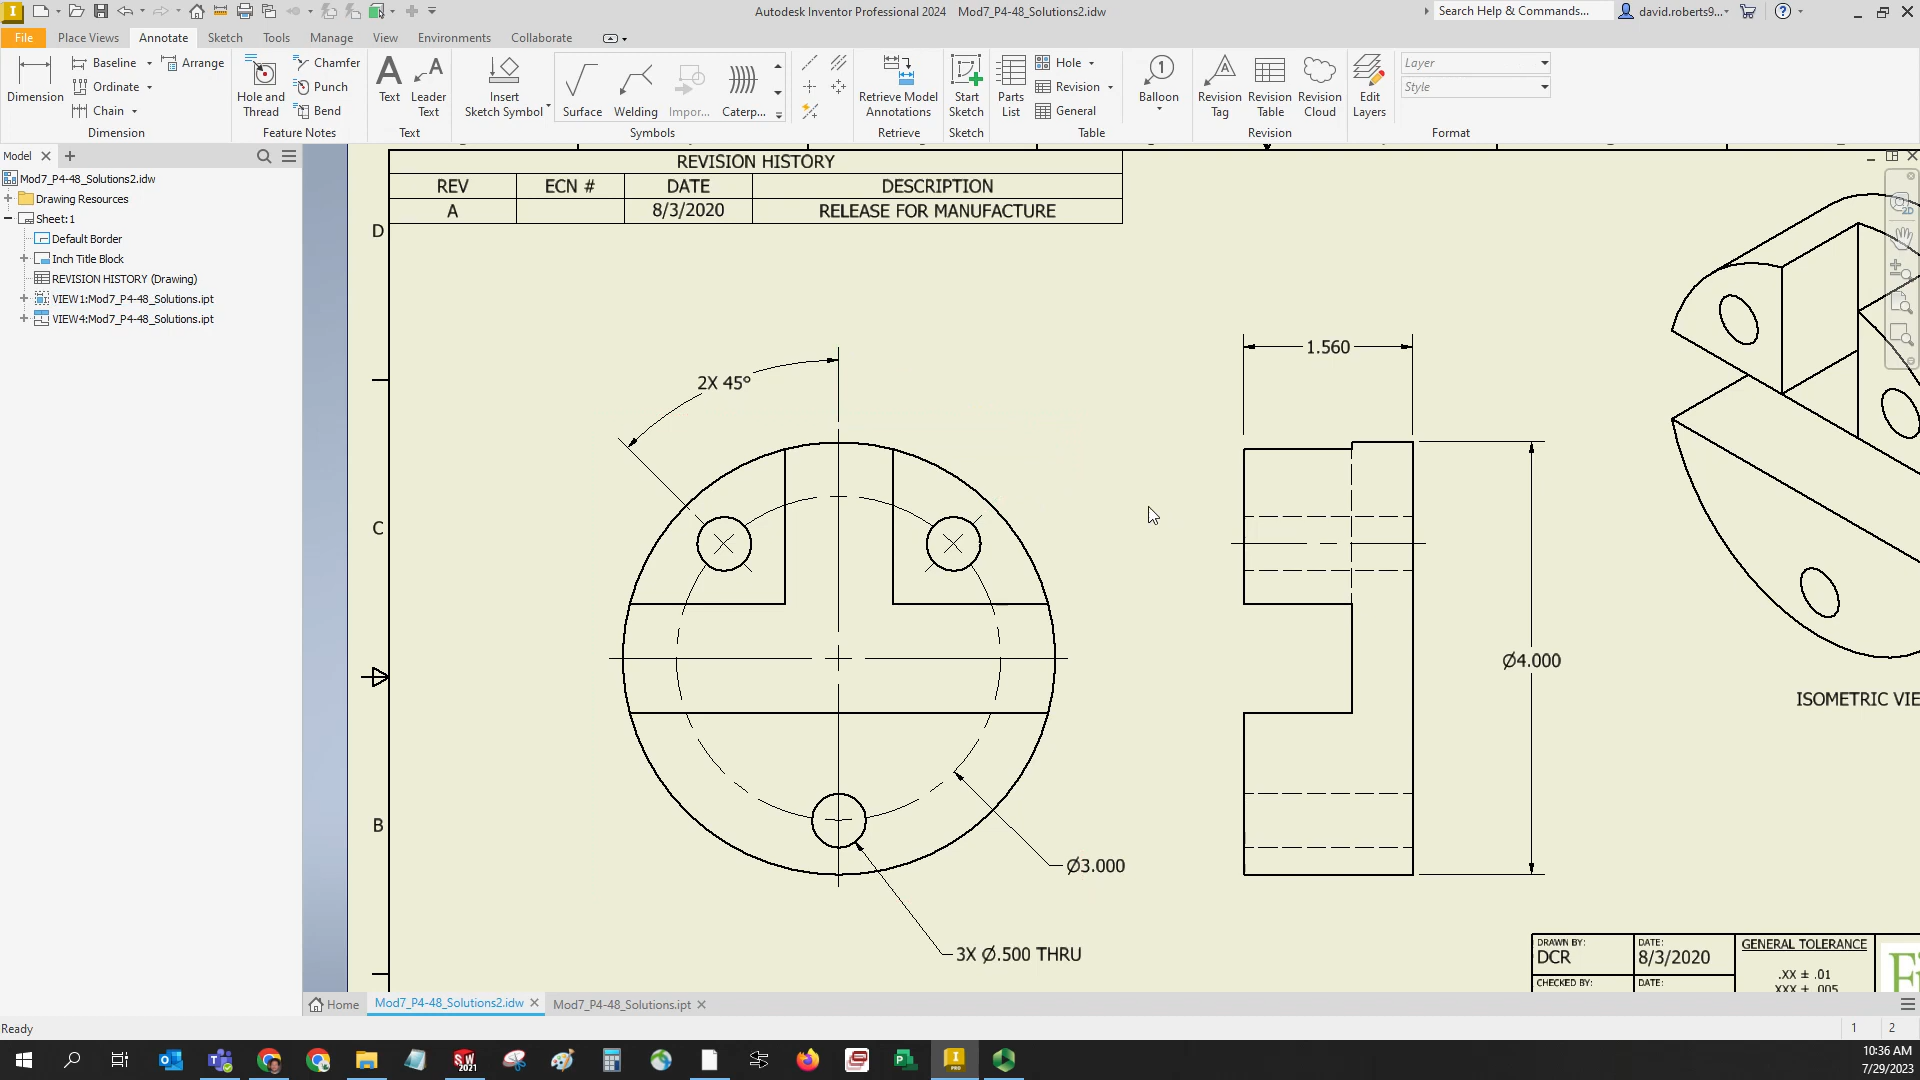 Autodesk Inventor Professional 2024 Mod7_P4-48_Solutions2.idw
Search Help & Commands...
david.roberts9...
File Place Views Annotate Sketch Tools Manage View Environments Collaborate
Dimension
Baseline
Ordinate
Chain
Arrange
Dimension
Hole and Thread
Chamfer
Punch
Bend
Feature Notes
Text
Leader Text
Text
Insert Sketch Symbol
Surface
Welding
Impor...
Caterp...
Symbols
Retrieve Model Annotations
Retrieve
Start Sketch
Sketch
Parts List
Hole
Revision
General
Table
Balloon
Revision Tag
Revision Table
Revision Cloud
Revision
Edit Layers
Layer
Style
Format
Model
Mod7_P4-48_Solutions2.idw
Drawing Resources
Sheet:1
Default Border
Inch Title Block
REVISION HISTORY (Drawing)
VIEW1:Mod7_P4-48_Solutions.ipt
VIEW4:Mod7_P4-48_Solutions.ipt
REVISION HISTORY
REV ECN # DATE DESCRIPTION
A 8/3/2020 RELEASE FOR MANUFACTURE
D
1.560
2X 45°
C
Ø4.000
ISOMETRIC VIE
B
Ø3.000
3X Ø.500 THRU
DRAWN BY:
DCR
DATE:
8/3/2020
GENERAL TOLERANCE
.XX ± .01
.XXX ± .005
CHECKED BY:
DATE:
Home
Mod7_P4-48_Solutions2.idw
Mod7_P4-48_Solutions.ipt
Ready
1 2
10:36 AM
7/29/2023